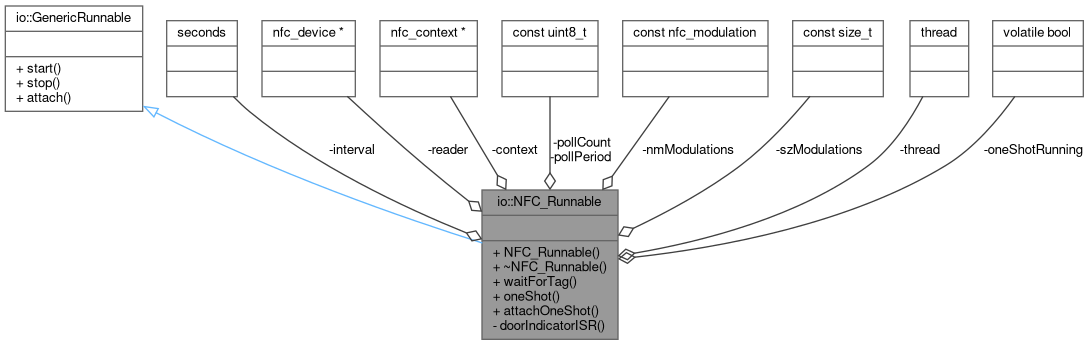 io::GenericRunnable
+ start()
+ stop()
+ attach()
seconds
nfc_device *
nfc_context *
const uint8_t
const nfc_modulation
const size_t
thread
volatile bool
-interval
-reader
-context
-pollCount
-pollPeriod
-nmModulations
-szModulations
-thread
-oneShotRunning
io::NFC_Runnable
+ NFC_Runnable()
+ ~NFC_Runnable()
+ waitForTag()
+ oneShot()
+ attachOneShot()
- doorIndicatorISR()